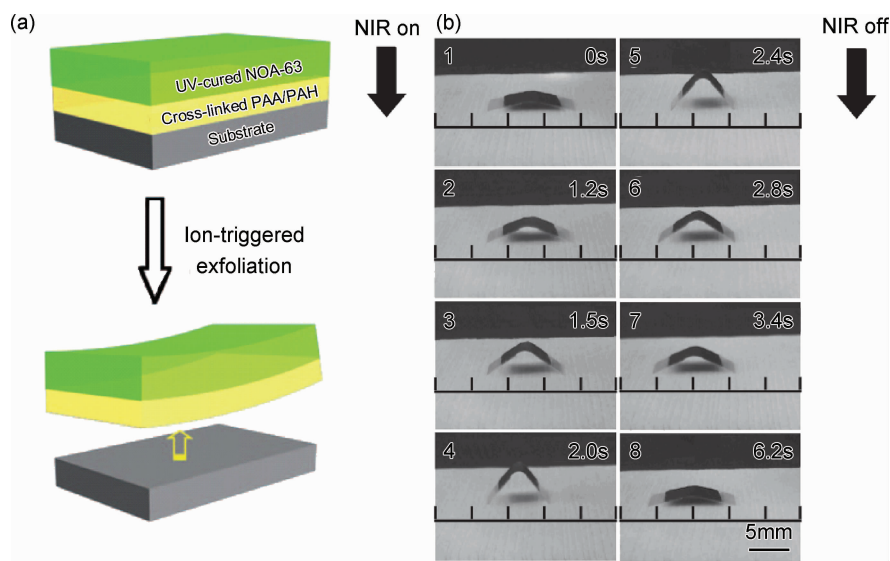 (a)
UV-cured NOA-63
Cross-linked PAA/PAH
Substrate
Ion-triggered
exfoliation
NIR on
(b)
1 0s
2 1.2s
3 1.5s
4 2.0s
5 2.4s
6 2.8s
7 3.4s
8 6.2s
5mm
NIR off